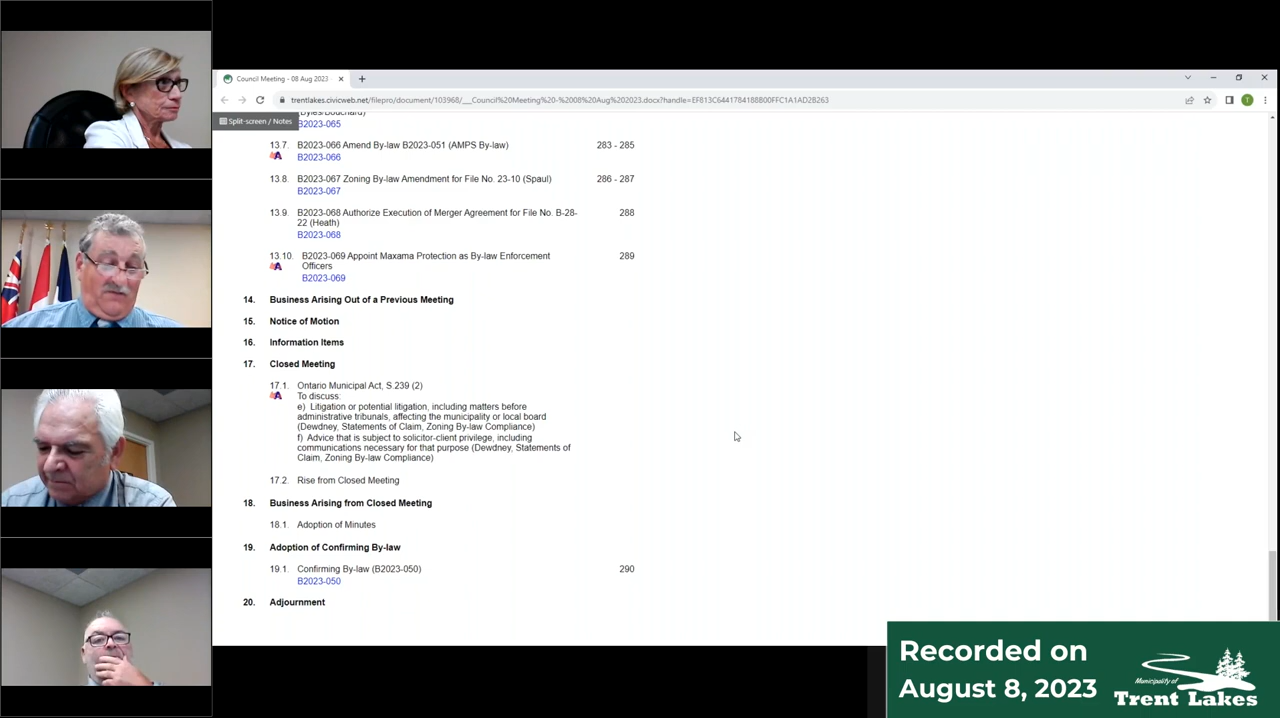 Council Meeting - 08 Aug 2023
trentlakes.civicweb.net/filepro/document/103968/___Council%20Meeting%20-%2008%20Aug%202023.docx?handle=EF813C6441784188B00FFC1A1AD2B263
T
Split-screen / Notes
(Byles/Bouchard)
B2023-065
13.7. B2023-066 Amend By-law B2023-051 (AMPS By-law) 283 - 285
B2023-066
13.8. B2023-067 Zoning By-law Amendment for File No. 23-10 (Spaul) 286 - 287
B2023-067
13.9. B2023-068 Authorize Execution of Merger Agreement for File No. B-28- 288
22 (Heath)
B2023-068
13.10. B2023-069 Appoint Maxama Protection as By-law Enforcement 289
Officers
B2023-069
14. Business Arising Out of a Previous Meeting
15. Notice of Motion
16. Information Items
17. Closed Meeting
17.1. Ontario Municipal Act, S.239 (2)
To discuss:
e) Litigation or potential litigation, including matters before
administrative tribunals, affecting the municipality or local board
(Dewdney, Statements of Claim, Zoning By-law Compliance)
f) Advice that is subject to solicitor-client privilege, including
communications necessary for that purpose (Dewdney, Statements of
Claim, Zoning By-law Compliance)
17.2. Rise from Closed Meeting
18. Business Arising from Closed Meeting
18.1. Adoption of Minutes
19. Adoption of Confirming By-law
19.1. Confirming By-law (B2023-050) 290
B2023-050
20. Adjournment
Recorded on
August 8, 2023
Municipality of
Trent Lakes